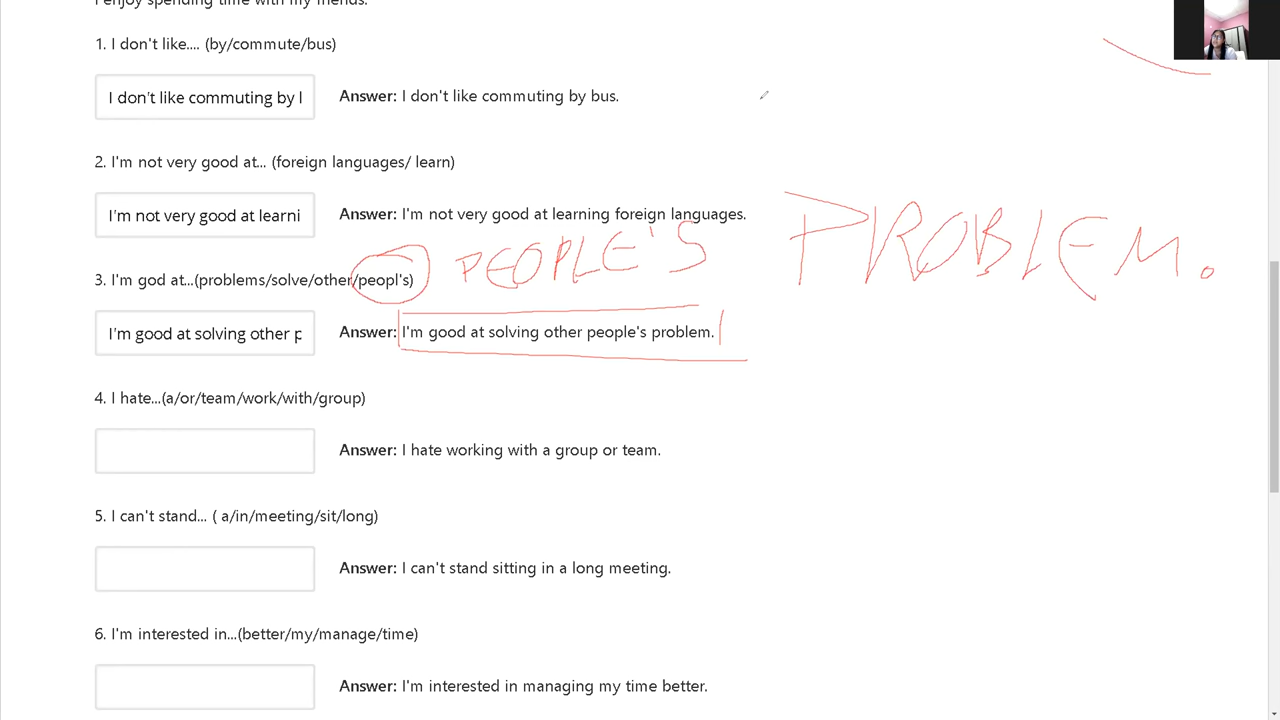 I enjoy spending time with my friends.
1. I don't like.... (by/commute/bus)
I don't like commuting by l
Answer: I don't like commuting by bus.
2. I'm not very good at... (foreign languages/ learn)
I'm not very good at learni
Answer: I'm not very good at learning foreign languages.
PEOPLE'S PROBLEM.
3. I'm god at...(problems/solve/other/peopl's)
I'm good at solving other p
Answer: I'm good at solving other people's problem.
4. I hate...(a/or/team/work/with/group)
Answer: I hate working with a group or team.
5. I can't stand... ( a/in/meeting/sit/long)
Answer: I can't stand sitting in a long meeting.
6. I'm interested in...(better/my/manage/time)
Answer: I'm interested in managing my time better.